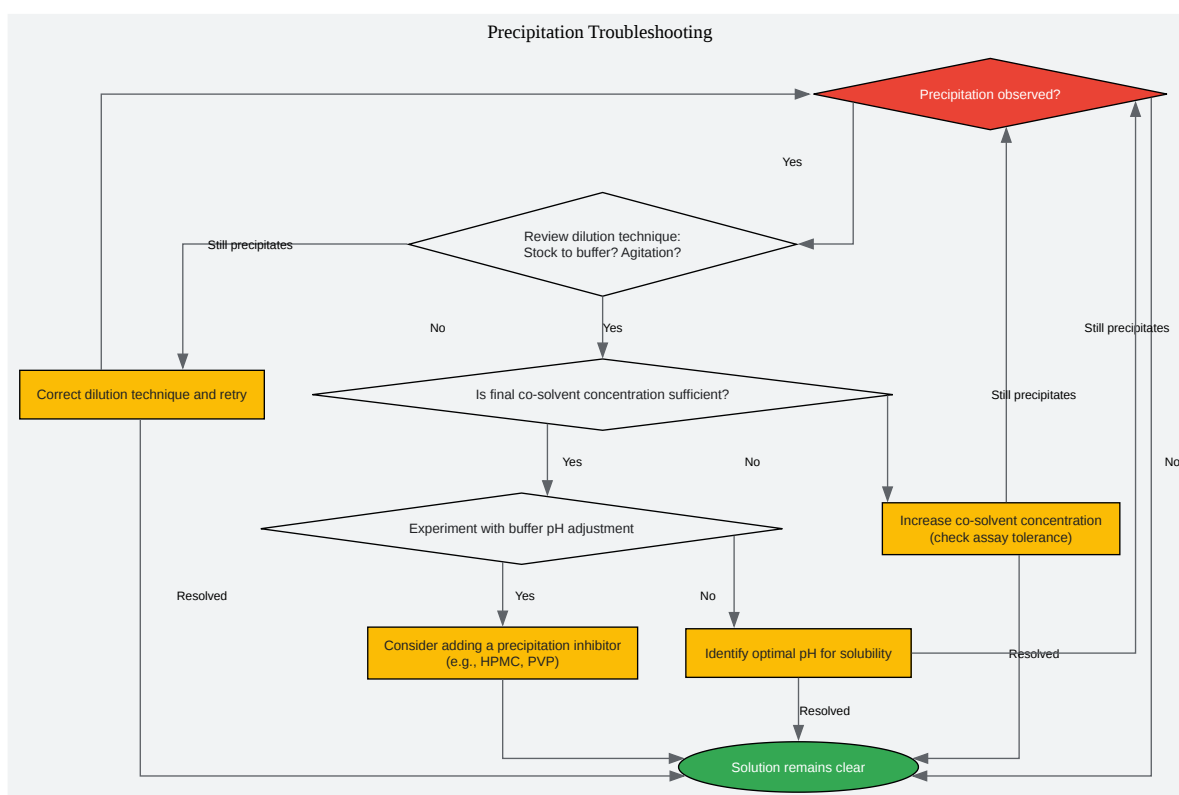 Precipitation Troubleshooting
Precipitation observed?
Yes
Review dilution technique:
Stock to buffer? Agitation?
Still precipitates
No
Yes
Still precipitates
Correct dilution technique and retry
Is final co-solvent concentration sufficient?
Still precipitates
Yes
No
No
Increase co-solvent concentration
(check assay tolerance)
Experiment with buffer pH adjustment
Resolved
Yes
No
Consider adding a precipitation inhibitor
(e.g., HPMC, PVP)
Identify optimal pH for solubility
Resolved
Resolved
Solution remains clear